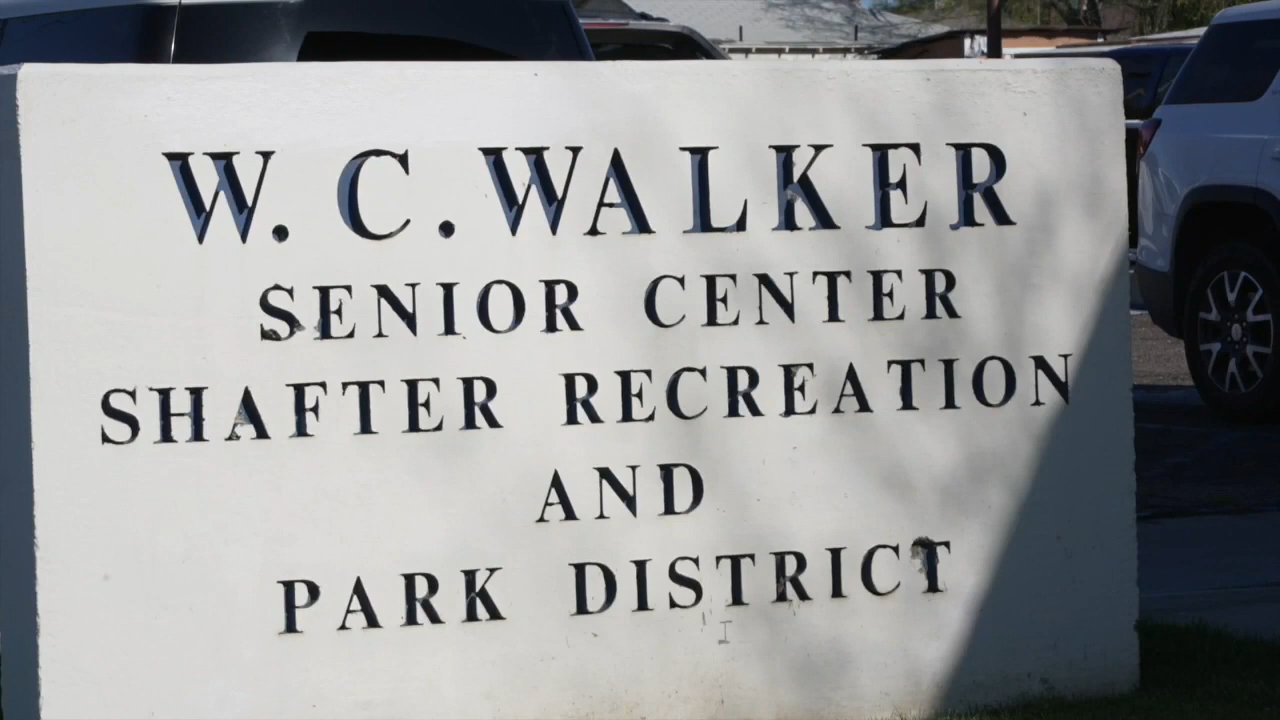 W. C. WALKER
SENIOR CENTER
SHAFTER RECREATION
AND
PARK DISTRICT